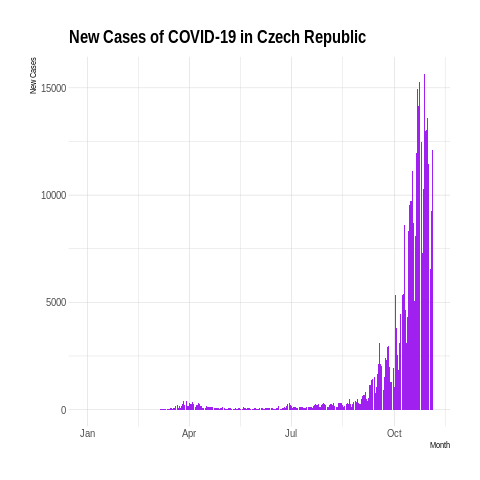 New Cases of COVID-19 in Czech Republic
New Cases
15000
10000
5000
0
Jan Apr Jul Oct
Month